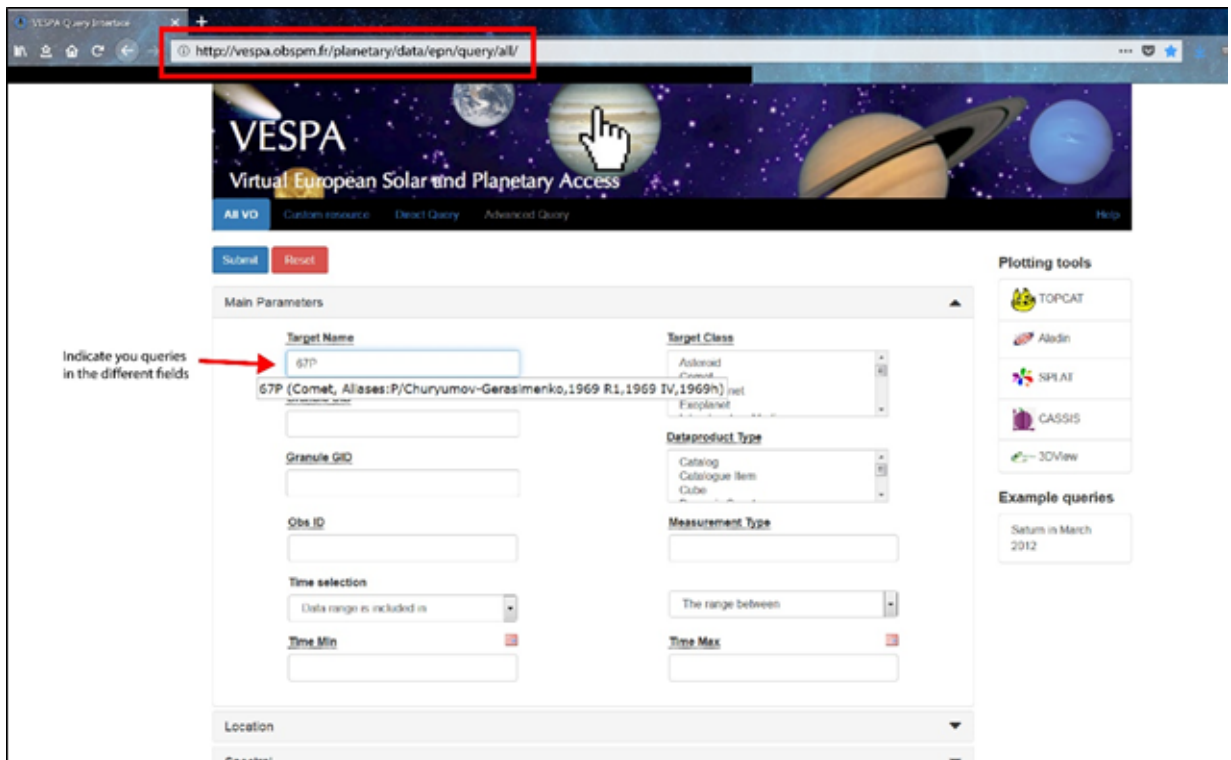 VESPA Query Interface
http://vespa.obspm.fr/planetary/data/epn/query/all/
VESPA
Virtual European Solar and Planetary Access
All VO Custom resource Direct Query Advanced Query Help
Submit Reset
Main Parameters
Target Name
67P
67P (Comet, Aliases:P/Churyumov-Gerasimenko,1969 R1,1969 IV,1969h)
Indicate you queries
in the different fields
Granule GID
Obs ID
Time selection
Data range is included in
Time Min
Target Class
Asteroid
Comet
net
Exoplanet
Dataproduct Type
Catalog
Catalogue Item
Cube
Measurement Type
The range between
Time Max
Location
Spectral
Plotting tools
TOPCAT
Aladin
SPLAT
CASSIS
3DView
Example queries
Saturn in March
2012